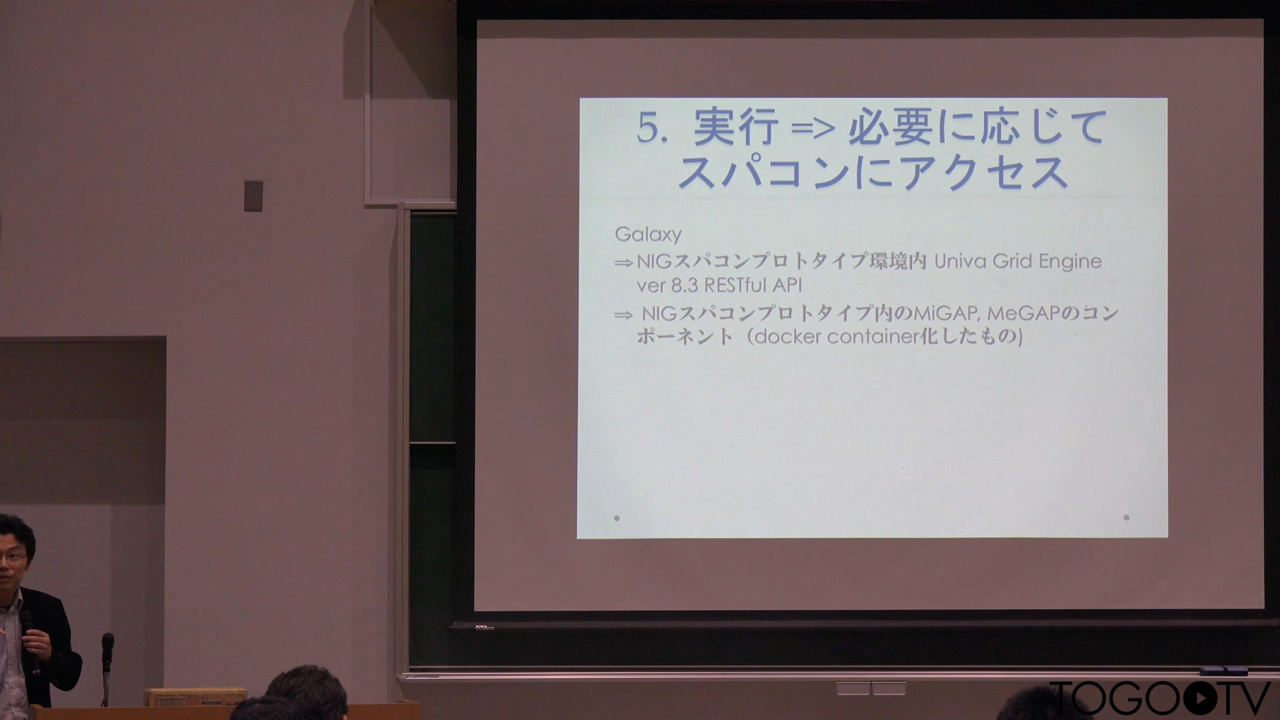 5. 実行 => 必要に応じて
スパコンにアクセス
Galaxy
⇒NIGスパコンプロトタイプ環境内 Univa Grid Engine
ver 8.3 RESTful API
⇒ NIGスパコンプロトタイプ内のMiGAP, MeGAPのコン
ポーネント（docker container化したもの)
TOGOTV